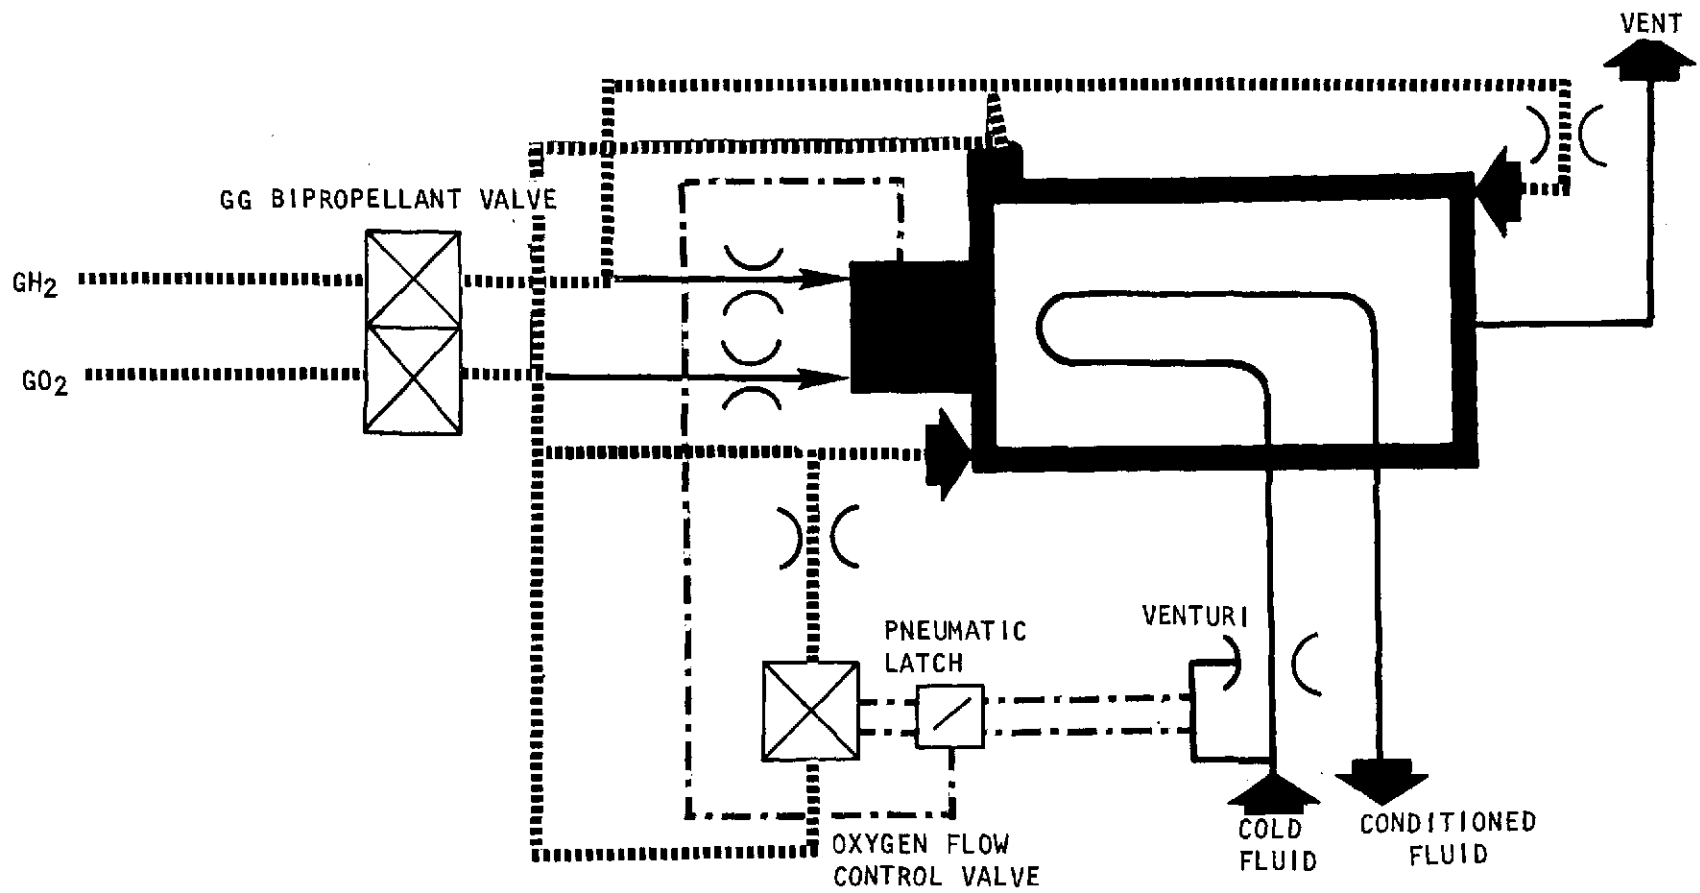 VENT
GG BIPROPELLANT VALVE
GH2
GO2
VENTURI
PNEUMATIC
LATCH
OXYGEN FLOW
CONTROL VALVE
COLD
FLUID
CONDITIONED
FLUID